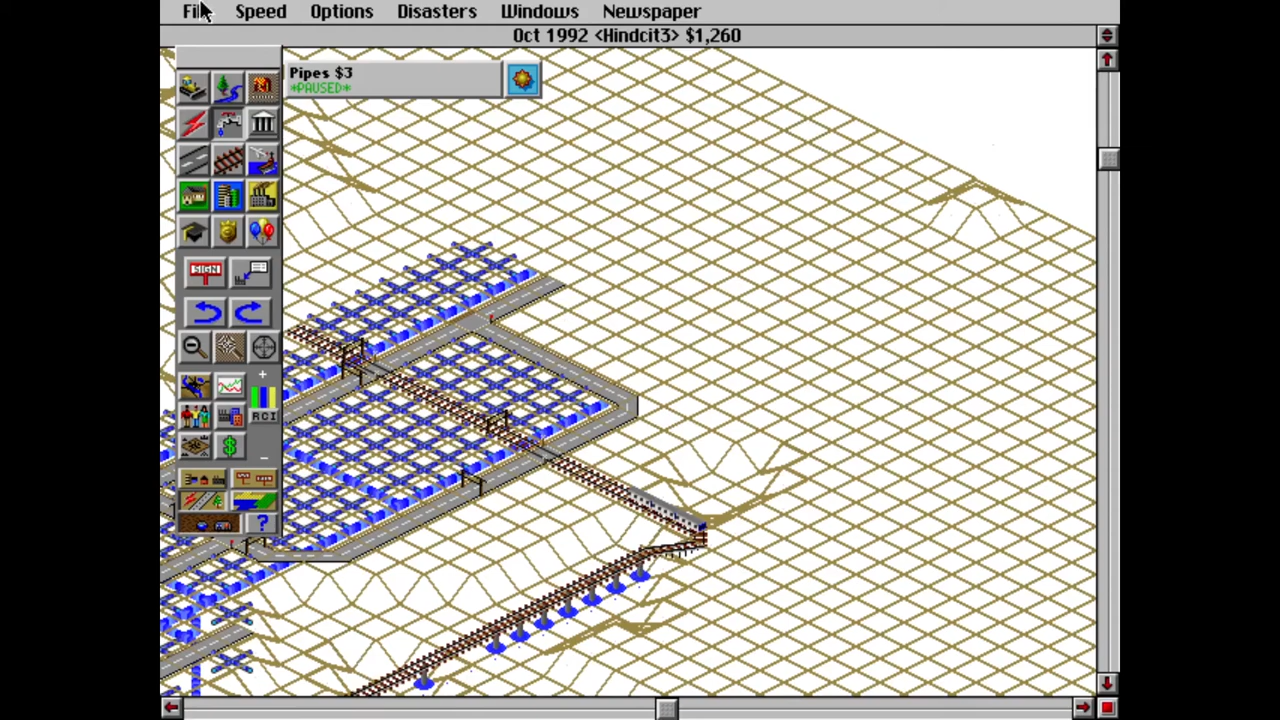 File Speed Options Disasters Windows Newspaper
Oct 1992 <Hindcit3> $1,260
Pipes $3
*PAUSED*
SIGN
RCI
?